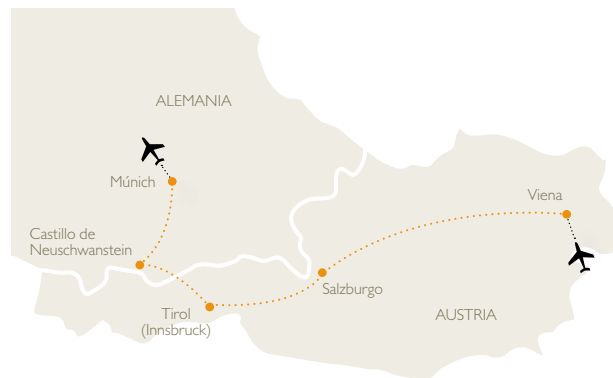 ALEMANIA
Múnich
Viena
Castillo de
Neuschwanstein
Salzburgo
Tirol
(Innsbruck)
AUSTRIA